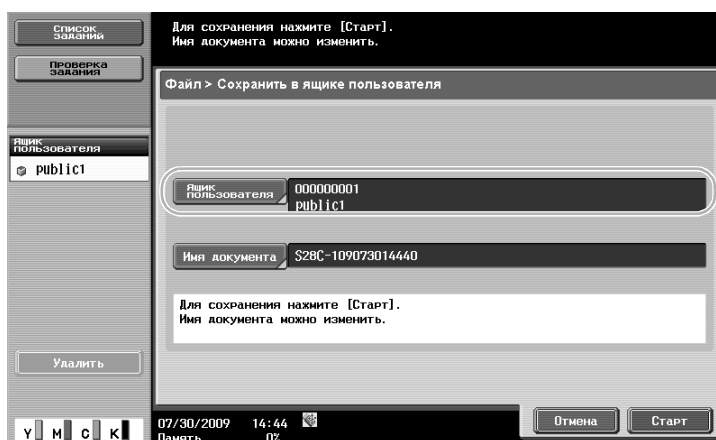 Список
заданий
Проверка
задания
Для сохранения нажмите [Старт].
Имя документа можно изменить.
Файл > Сохранить в ящике пользователя
Ящик
пользователя
public1
Ящик
пользователя
000000001
public1
Имя документа
S28C-109073014440
Для сохранения нажмите [Старт].
Имя документа можно изменить.
Удалить
Y M C K
07/30/2009 14:44
Память 0%
Отмена
Старт